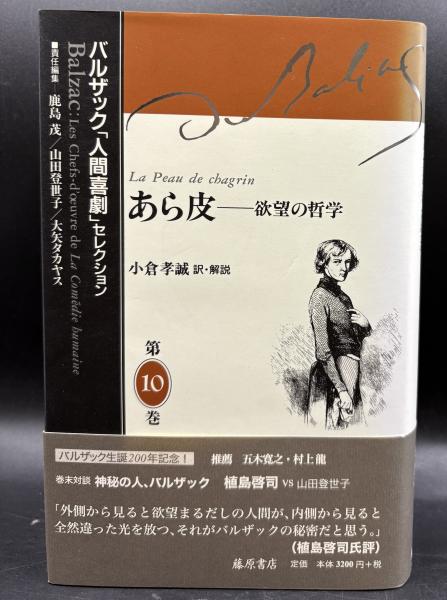 バルザック「人間喜劇」セレクション
Balzac: Les Chefs-d'œuvre de La Comédie humaine
■責任編集 鹿島 茂／山田登世子／大矢タカヤス
de Balzac
La Peau de chagrin
あら皮――欲望の哲学
小倉孝誠 訳・解説
第
10
巻
バルザック生誕200年記念！ 推薦 五木寛之・村上龍
巻末対談 神秘の人、バルザック 植島啓司 VS 山田登世子
「外側から見ると欲望まるだしの人間が、内側から見ると
全然違った光を放つ、それがバルザックの秘密だと思う。」
（植島啓司氏評）
藤原書店 定価 本体 3200 円+税